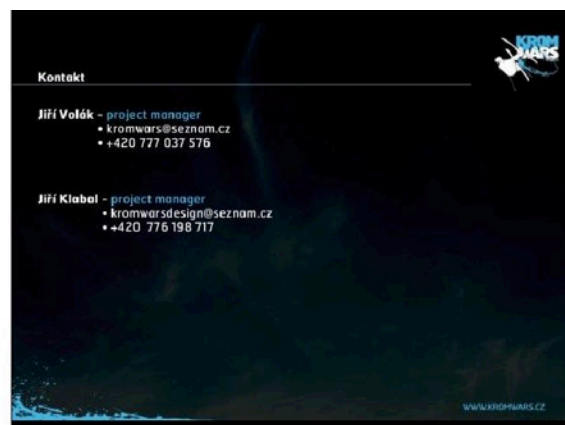 KROM
WARS
Kontakt
Jiří Volák - project manager
• kromwars@seznam.cz
• +420 777 037 576
Jiří Klabal - project manager
• kromwarsdesign@seznam.cz
• +420 776 198 717
WWW.KROMWARS.CZ